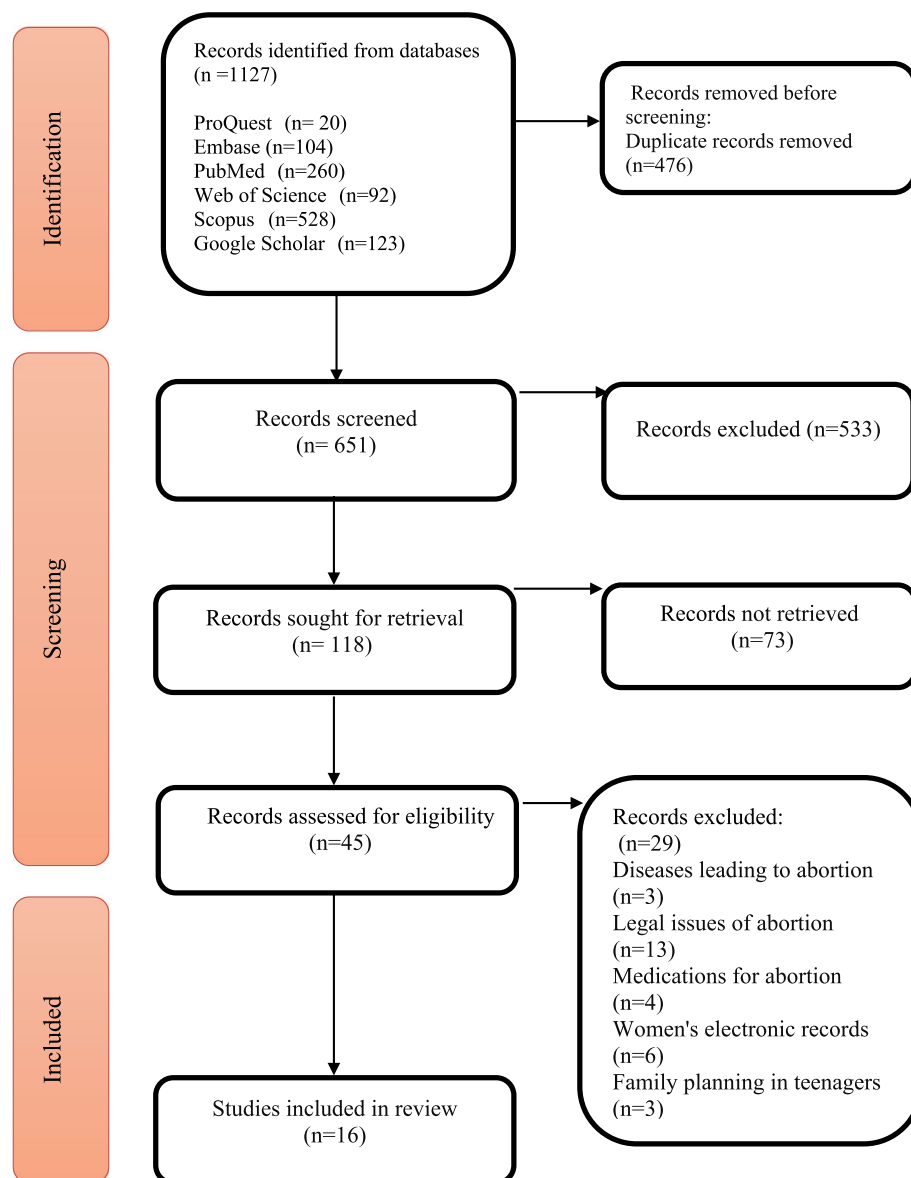 Identification
Records identified from databases
(n =1127)
ProQuest (n= 20)
Embase (n=104)
PubMed (n=260)
Web of Science (n=92)
Scopus (n=528)
Google Scholar (n=123)
Records removed before
screening:
Duplicate records removed
(n=476)
Screening
Records screened
(n= 651)
Records excluded (n=533)
Records sought for retrieval
(n= 118)
Records not retrieved
(n=73)
Records assessed for eligibility
(n=45)
Records excluded:
(n=29)
Diseases leading to abortion
(n=3)
Legal issues of abortion
(n=13)
Medications for abortion
(n=4)
Women's electronic records
(n=6)
Family planning in teenagers
(n=3)
Included
Studies included in review
(n=16)